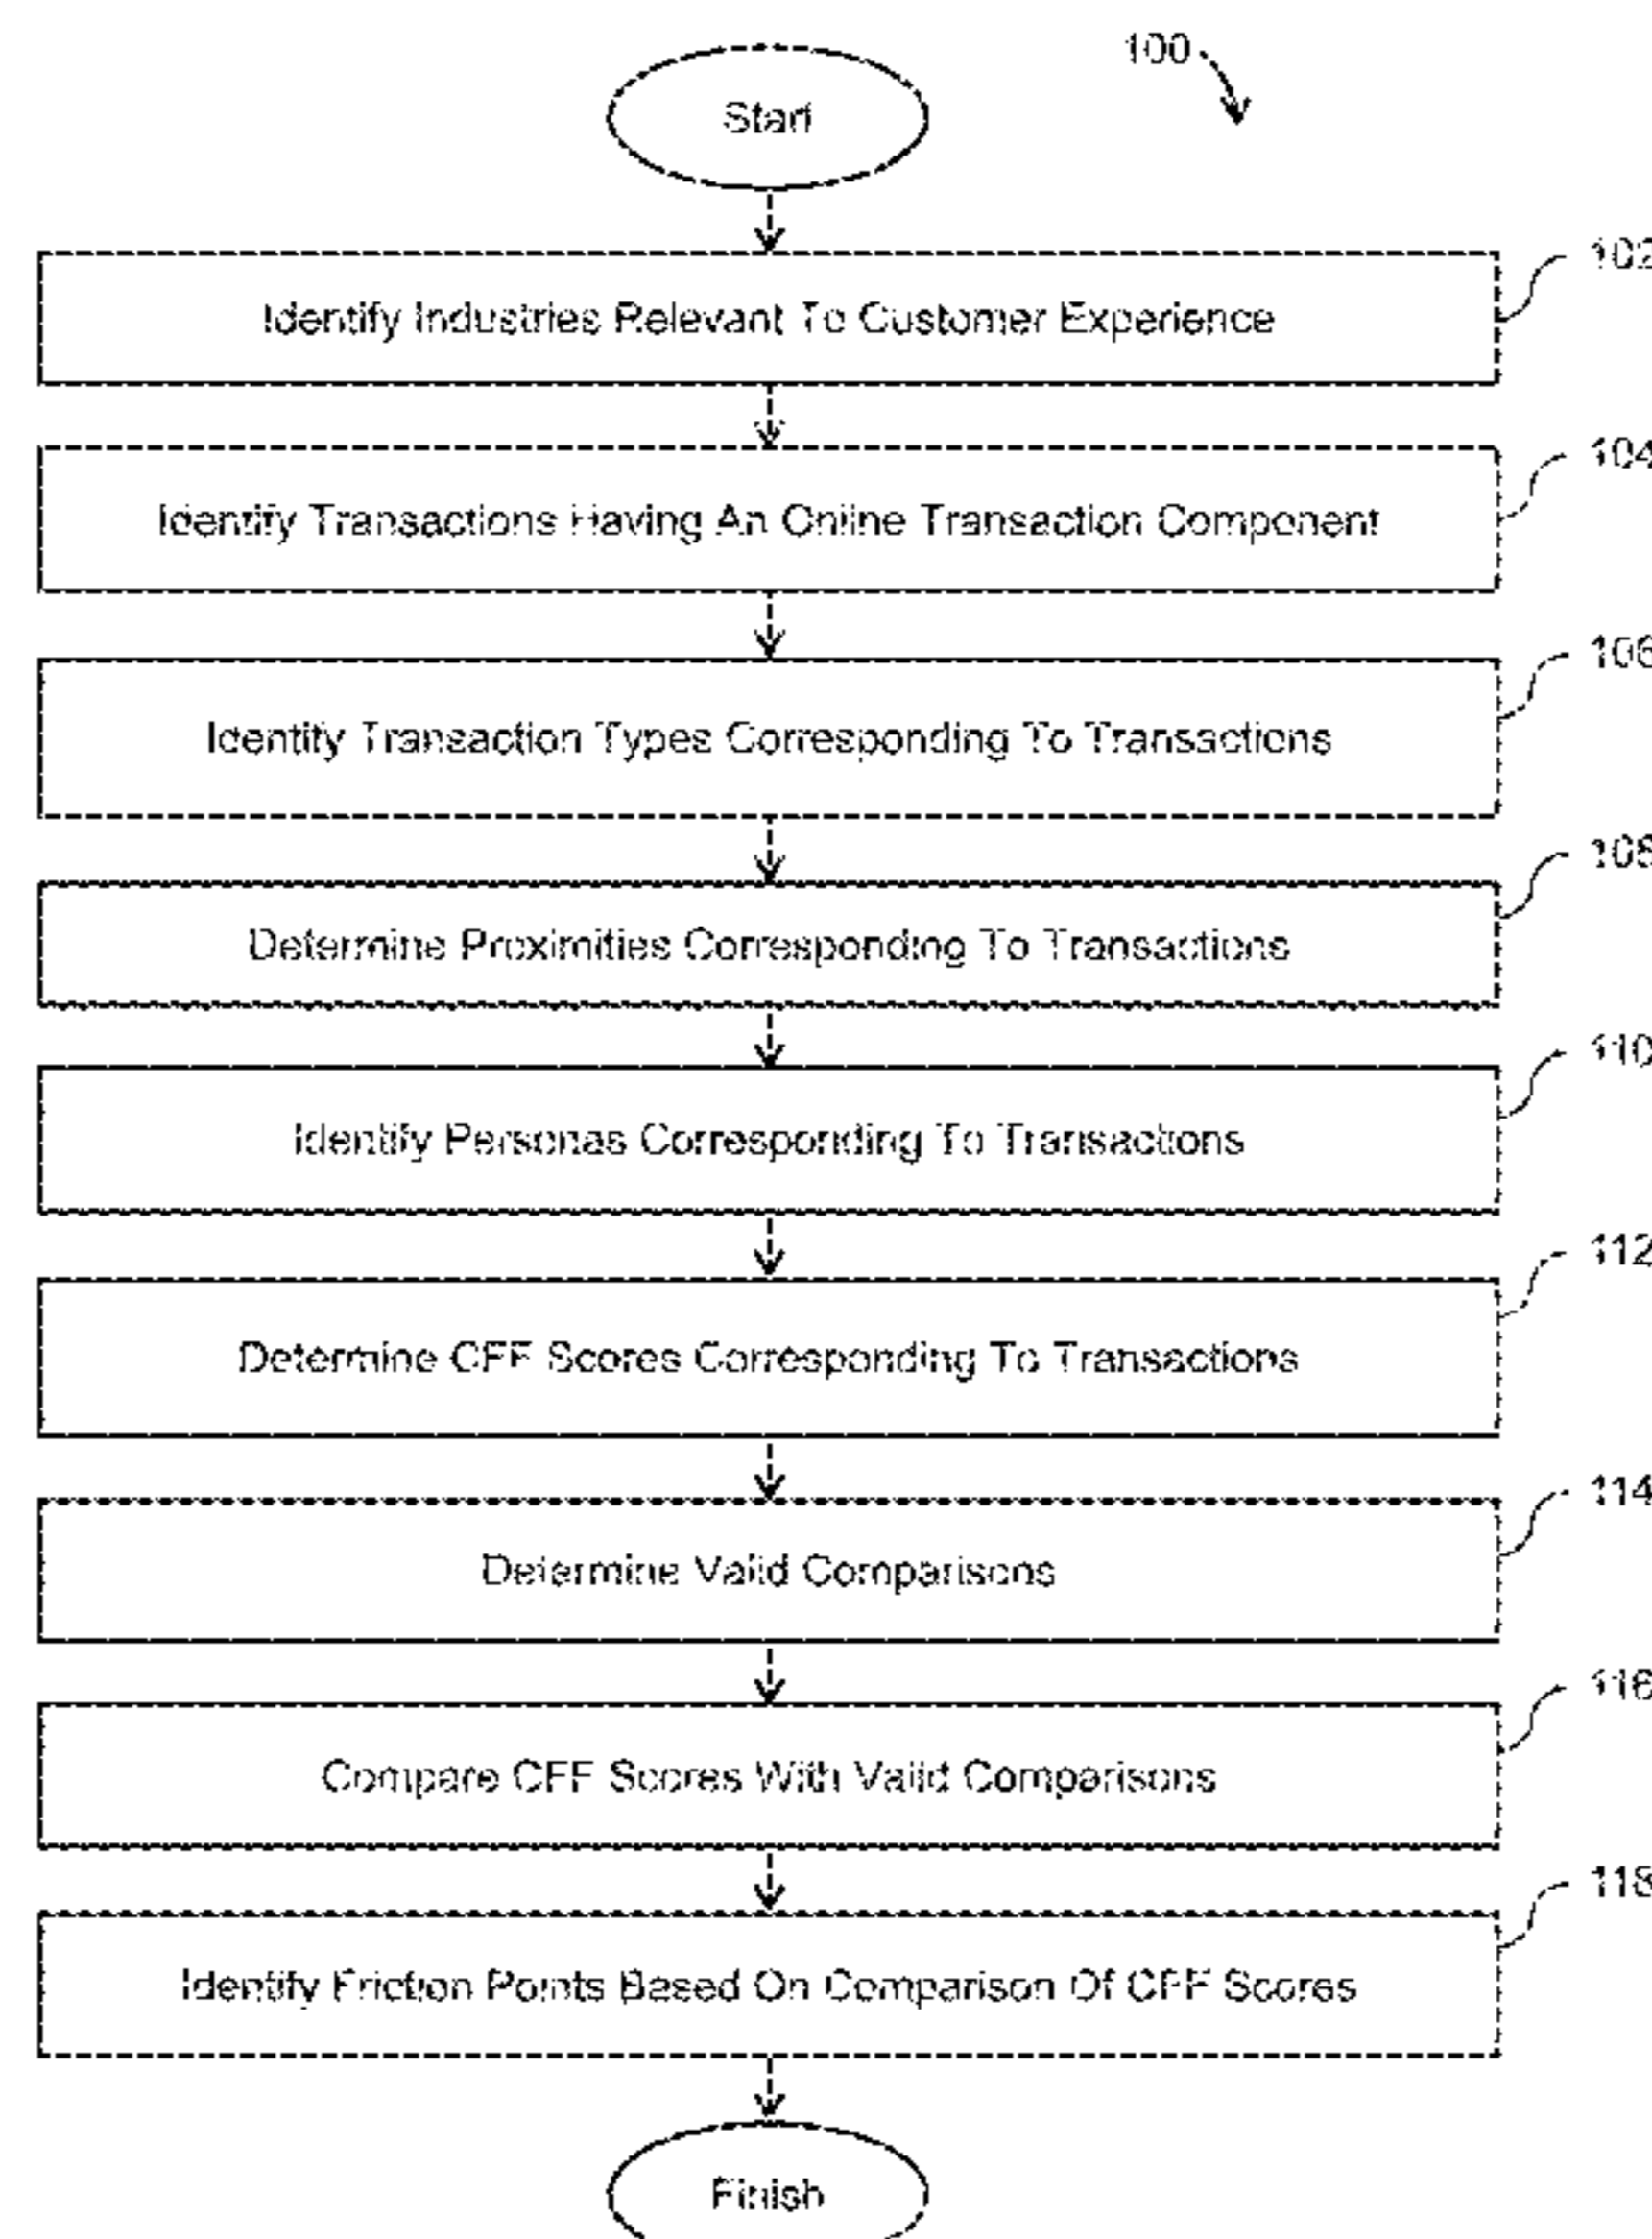 100
Start
102
Identify Industries Relevant To Customer Experience
104
Identify Transactions Having An Online Transaction Component
106
Identify Transaction Types Corresponding To Transactions
108
Determine Proximities Corresponding To Transactions
110
Identify Personas Corresponding To Transactions
112
Determine CFF Scores Corresponding To Transactions
114
Determine Valid Comparisons
116
Compare CFF Scores With Valid Comparisons
118
Identify Friction Points Based On Comparison Of CFF Scores
Finish